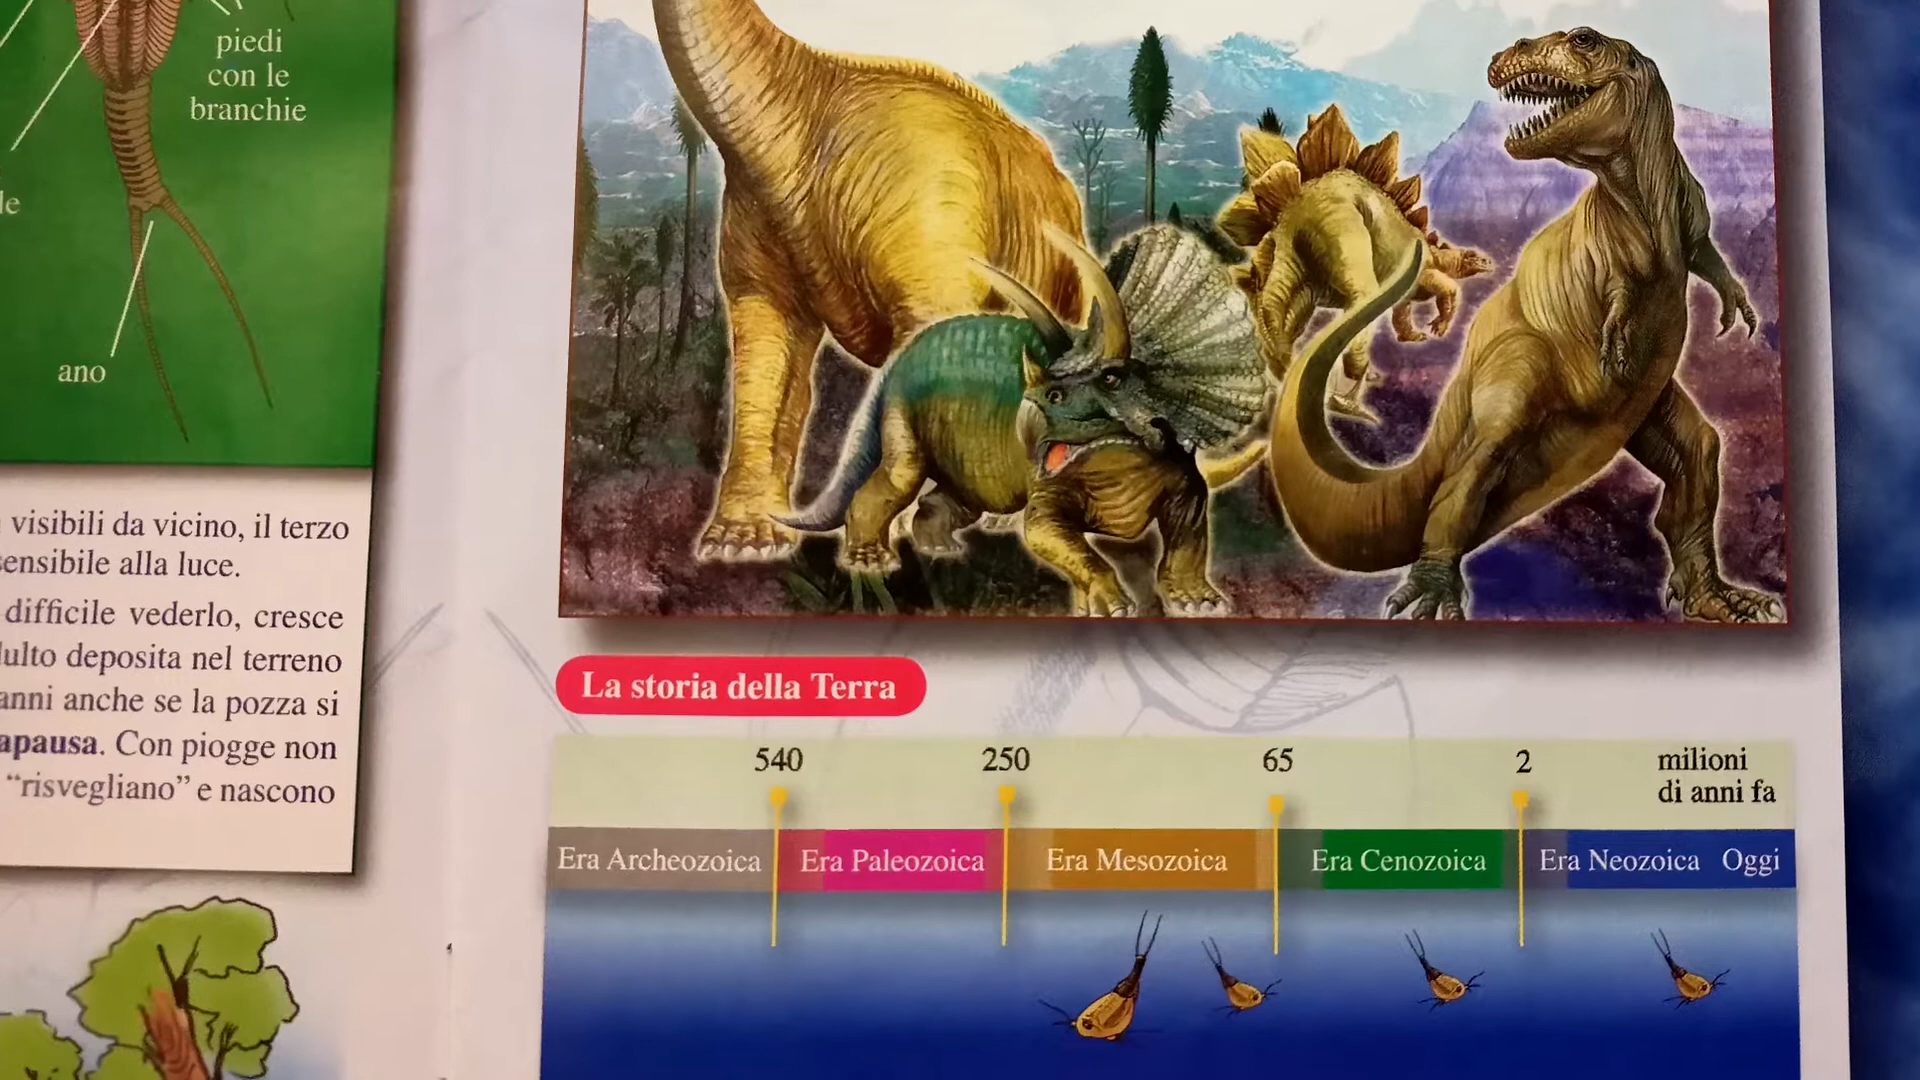 piedi
con le
branchie
le
ano
visibili da vicino, il terzo
sensibile alla luce.
difficile vederlo, cresce
deposita nel terreno
anni anche se la pozza si
apausa. Con piogge non
“risvegliano” e nascono
La storia della Terra
540 250 65 2 milioni
di anni fa
Era Archeozoica Era Paleozoica Era Mesozoica Era Cenozoica Era Neozoica Oggi